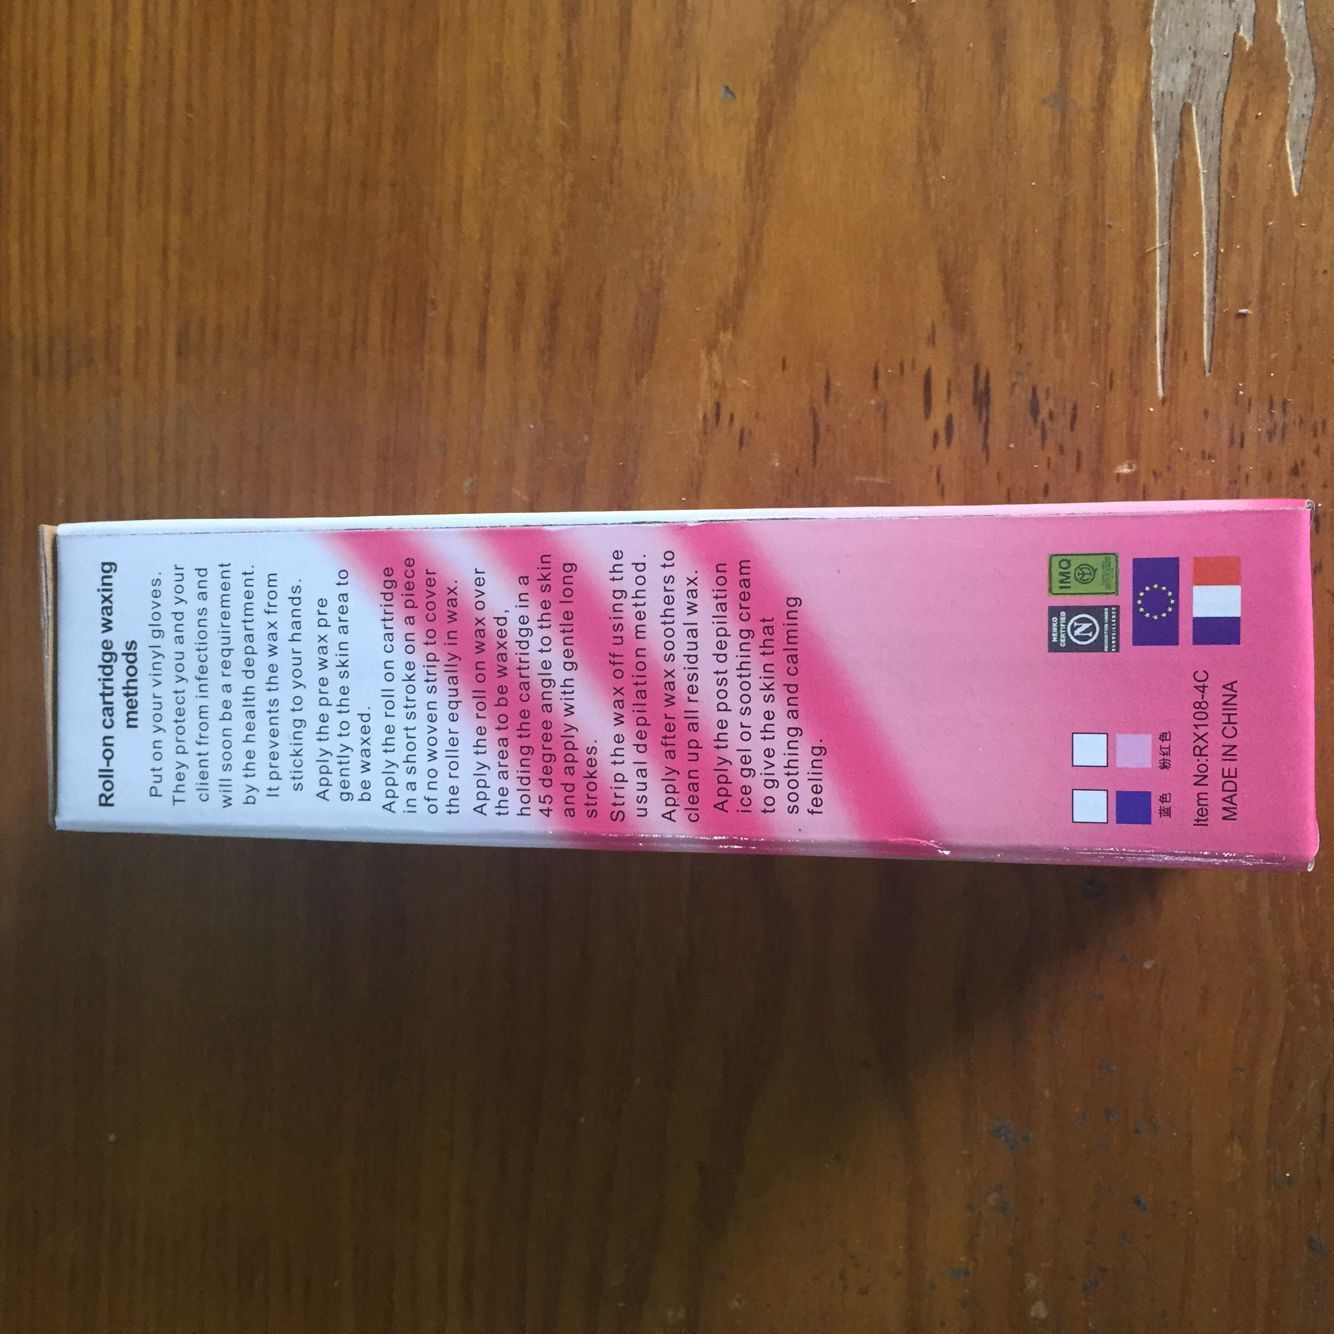 Roll-on cartridge waxing
methods
Put on your vinyl gloves.
They protect you and your
client from infections and
will soon be a requirement
by the health department.
It prevents the wax from
sticking to your hands.
Apply the pre wax pre
gently to the skin area to
be waxed.
Apply the roll on cartridge
in a short stroke on a piece
of no woven strip to cover
the roller equally in wax.
Apply the roll on wax over
the area to be waxed,
holding the cartridge in a
45 degree angle to the skin
and apply with gentle long
strokes.
Strip the wax off using the
usual depilation method.
Apply after wax soothers to
clean up all residual wax.
Apply the post depilation
ice gel or soothing cream
to give the skin that
soothing and calming
feeling.
NEMKO
CERTIFIED
N
SURVEILLANCE
IMQ
蓝色 粉红色
Item No:RX108-4C
MADE IN CHINA